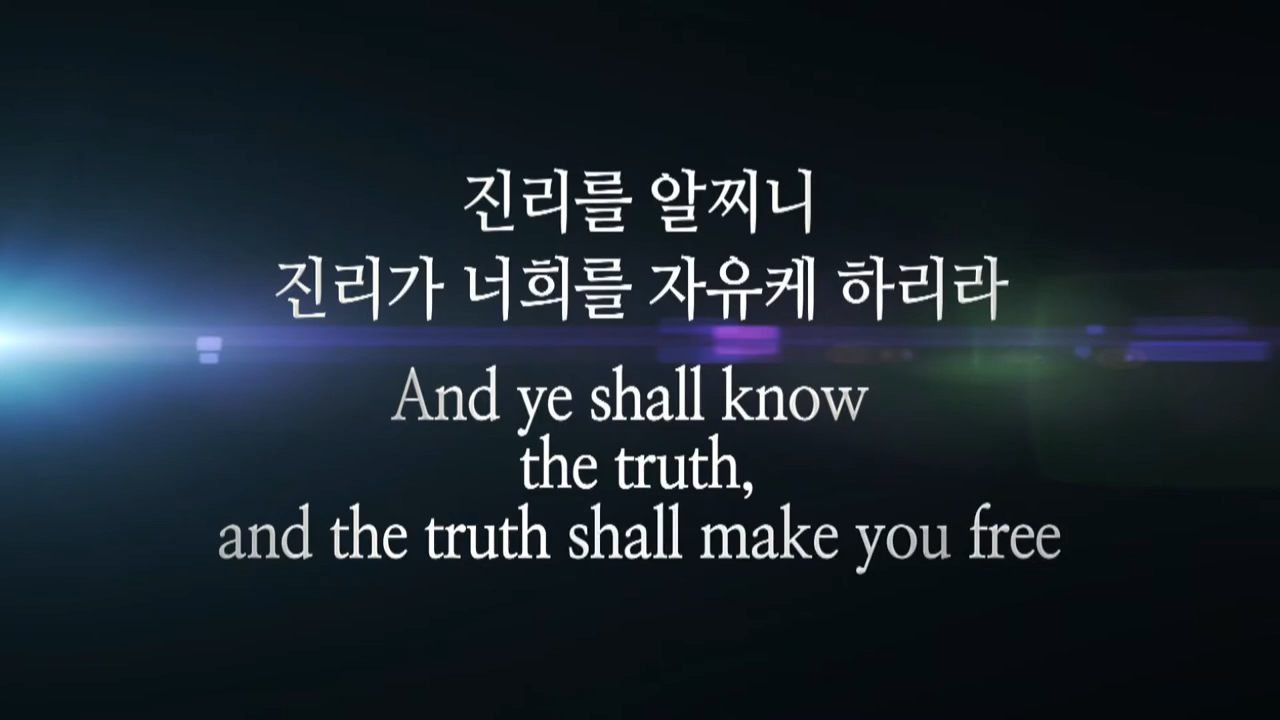 진리를 알찌니
진리가 너희를 자유케 하리라
And ye shall know
the truth,
and the truth shall make you free